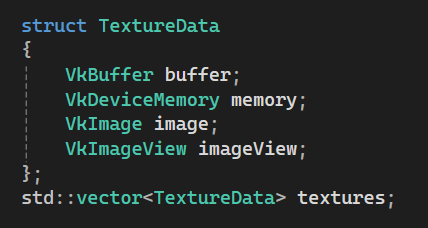 struct TextureData
{
    VkBuffer buffer;
    VkDeviceMemory memory;
    VkImage image;
    VkImageView imageView;
};
std::vector<TextureData> textures;